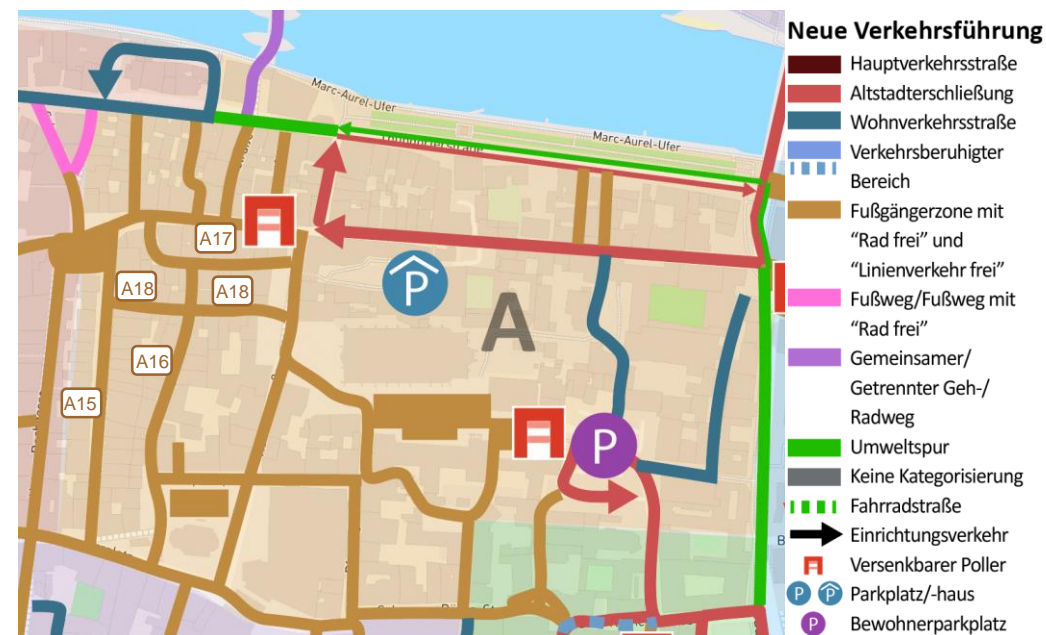 Marc-Aurel-Ufer
Marc-Aurel-Ufer
A17
A18
A18
A16
A15
P
A
P
Neue Verkehrsführung
Hauptverkehrsstraße
Altstadterschließung
Wohnverkehrsstraße
Verkehrsberuhigter
Bereich
Fußgängerzone mit
“Rad frei” und
“Linienverkehr frei”
Fußweg/Fußweg mit
“Rad frei”
Gemeinsamer/
Getrennter Geh-/
Radweg
Umweltspur
Keine Kategorisierung
Fahrradstraße
Einrichtungsverkehr
Versenkbarer Poller
P P Parkplatz/-haus
P Bewohnerparkplatz